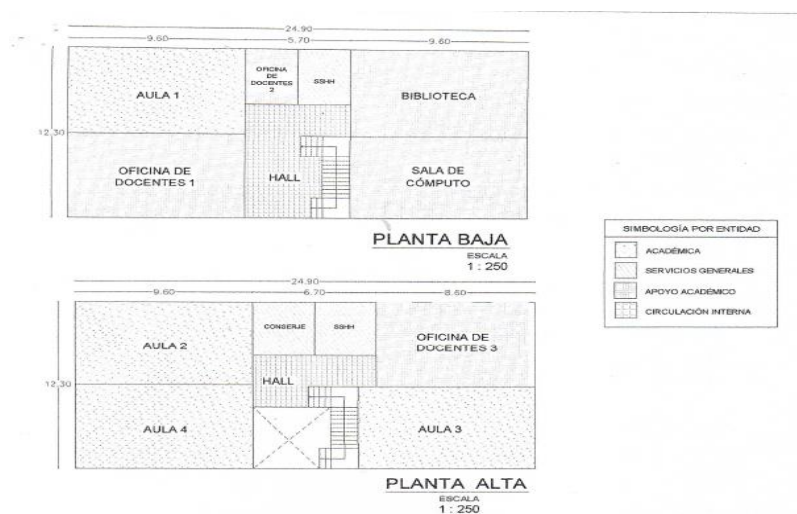 24.90
9.60 5.70 9.60
AULA 1
OFICINA
DE
DOCENTES
2
SSHH
BIBLIOTECA
12.30
OFICINA DE
DOCENTES 1
HALL
SALA DE
CÓMPUTO
PLANTA BAJA
ESCALA
1 : 250
SIMBOLOGÍA POR ENTIDAD
ACADÉMICA
SERVICIOS GENERALES
APOYO ACADÉMICO
CIRCULACIÓN INTERNA
24.90
9.60 6.70 8.60
AULA 2
CONSERJE
SSHH
OFICINA DE
DOCENTES 3
HALL
12.30
AULA 4
AULA 3
PLANTA ALTA
ESCALA
1 : 250